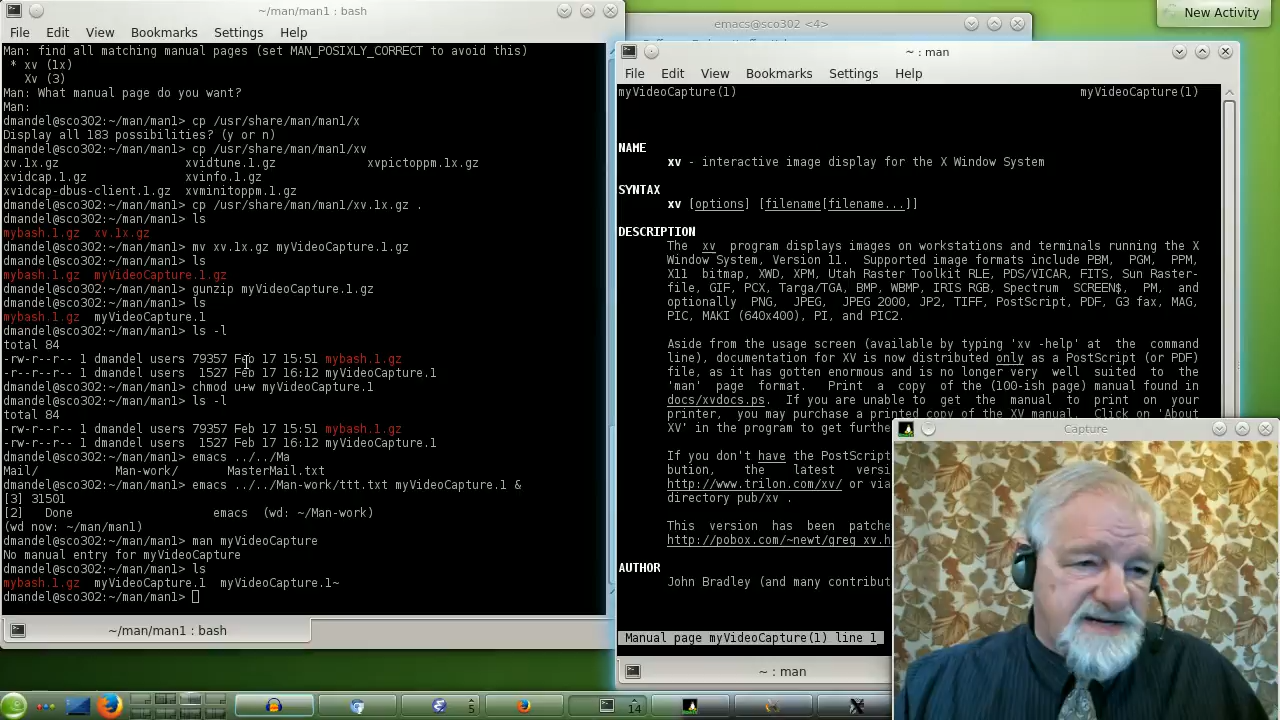 ~/man/man1 : bash
File Edit View Bookmarks Settings Help
Man: find all matching manual pages (set MAN_POSIXLY_CORRECT to avoid this)
* xv (1x)
Xv (3)
Man: What manual page do you want?
Man:
dmandel@sco302:~/man/man1> cp /usr/share/man/man1/x
Display all 183 possibilities? (y or n)
dmandel@sco302:~/man/man1> cp /usr/share/man/man1/xv
xv.1x.gz xvidtune.1.gz xvpictoppm.1x.gz
xvidcap.1.gz xvinfo.1.gz
xvidcap-dbus-client.1.gz xvminitoppm.1.gz
dmandel@sco302:~/man/man1> cp /usr/share/man/man1/xv.1x.gz .
dmandel@sco302:~/man/man1> ls
mybash.1.gz xv.1x.gz
dmandel@sco302:~/man/man1> mv xv.1x.gz myVideoCapture.1.gz
dmandel@sco302:~/man/man1> ls
mybash.1.gz myVideoCapture.1.gz
dmandel@sco302:~/man/man1> gunzip myVideoCapture.1.gz
dmandel@sco302:~/man/man1> ls
mybash.1.gz myVideoCapture.1
dmandel@sco302:~/man/man1> ls -l
total 84
-rw-r--r-- 1 dmandel users 79357 Feb 17 15:51 mybash.1.gz
-r--r--r-- 1 dmandel users 1527 Feb 17 16:12 myVideoCapture.1
dmandel@sco302:~/man/man1> chmod u+w myVideoCapture.1
dmandel@sco302:~/man/man1> ls -l
total 84
-rw-r--r-- 1 dmandel users 79357 Feb 17 15:51 mybash.1.gz
-rw-r--r-- 1 dmandel users 1527 Feb 17 16:12 myVideoCapture.1
dmandel@sco302:~/man/man1> emacs ../../Ma
Mail/ Man-work/ MasterMail.txt
dmandel@sco302:~/man/man1> emacs ../../Man-work/ttt.txt myVideoCapture.1 &
[3] 31501
[2] Done emacs (wd: ~/Man-work)
(wd now: ~/man/man1)
dmandel@sco302:~/man/man1> man myVideoCapture
No manual entry for myVideoCapture
dmandel@sco302:~/man/man1> ls
mybash.1.gz myVideoCapture.1 myVideoCapture.1~
dmandel@sco302:~/man/man1>
~/man/man1 : bash
emacs@sco302 <4>
New Activity
~ : man
File Edit View Bookmarks Settings Help
myVideoCapture(1) myVideoCapture(1)
NAME
xv - interactive image display for the X Window System
SYNTAX
xv [options] [filename[filename...]]
DESCRIPTION
The xv program displays images on workstations and terminals running the X
Window System, Version 11. Supported image formats include PBM, PGM, PPM,
X11 bitmap, XWD, XPM, Utah Raster Toolkit RLE, PDS/VICAR, FITS, Sun Raster-
file, GIF, PCX, Targa/TGA, BMP, WBMP, IRIS RGB, Spectrum SCREEN$, PM, and
optionally PNG, JPEG, JPEG 2000, JP2, TIFF, PostScript, PDF, G3 fax, MAG,
PIC, MAKI (640x400), PI, and PIC2.
Aside from the usage screen (available by typing 'xv -help' at the command
line), documentation for XV is now distributed only as a PostScript (or PDF)
file, as it has gotten enormous and is no longer very well suited to the
'man' page format. Print a copy of the (100-ish page) manual found in
docs/xvdocs.ps. If you are unable to get the manual to print on your
printer, you may purchase a printed copy of the XV manual. Click on 'About
XV' in the program to get further
If you don't have the PostScript
bution, the latest versi
http://www.trilon.com/xv/ or via
directory pub/xv .
This version has been patche
http://pobox.com/~newt/greg_xv.h
AUTHOR
John Bradley (and many contribut
Manual page myVideoCapture(1) line 1
~ : man
Capture
5
14